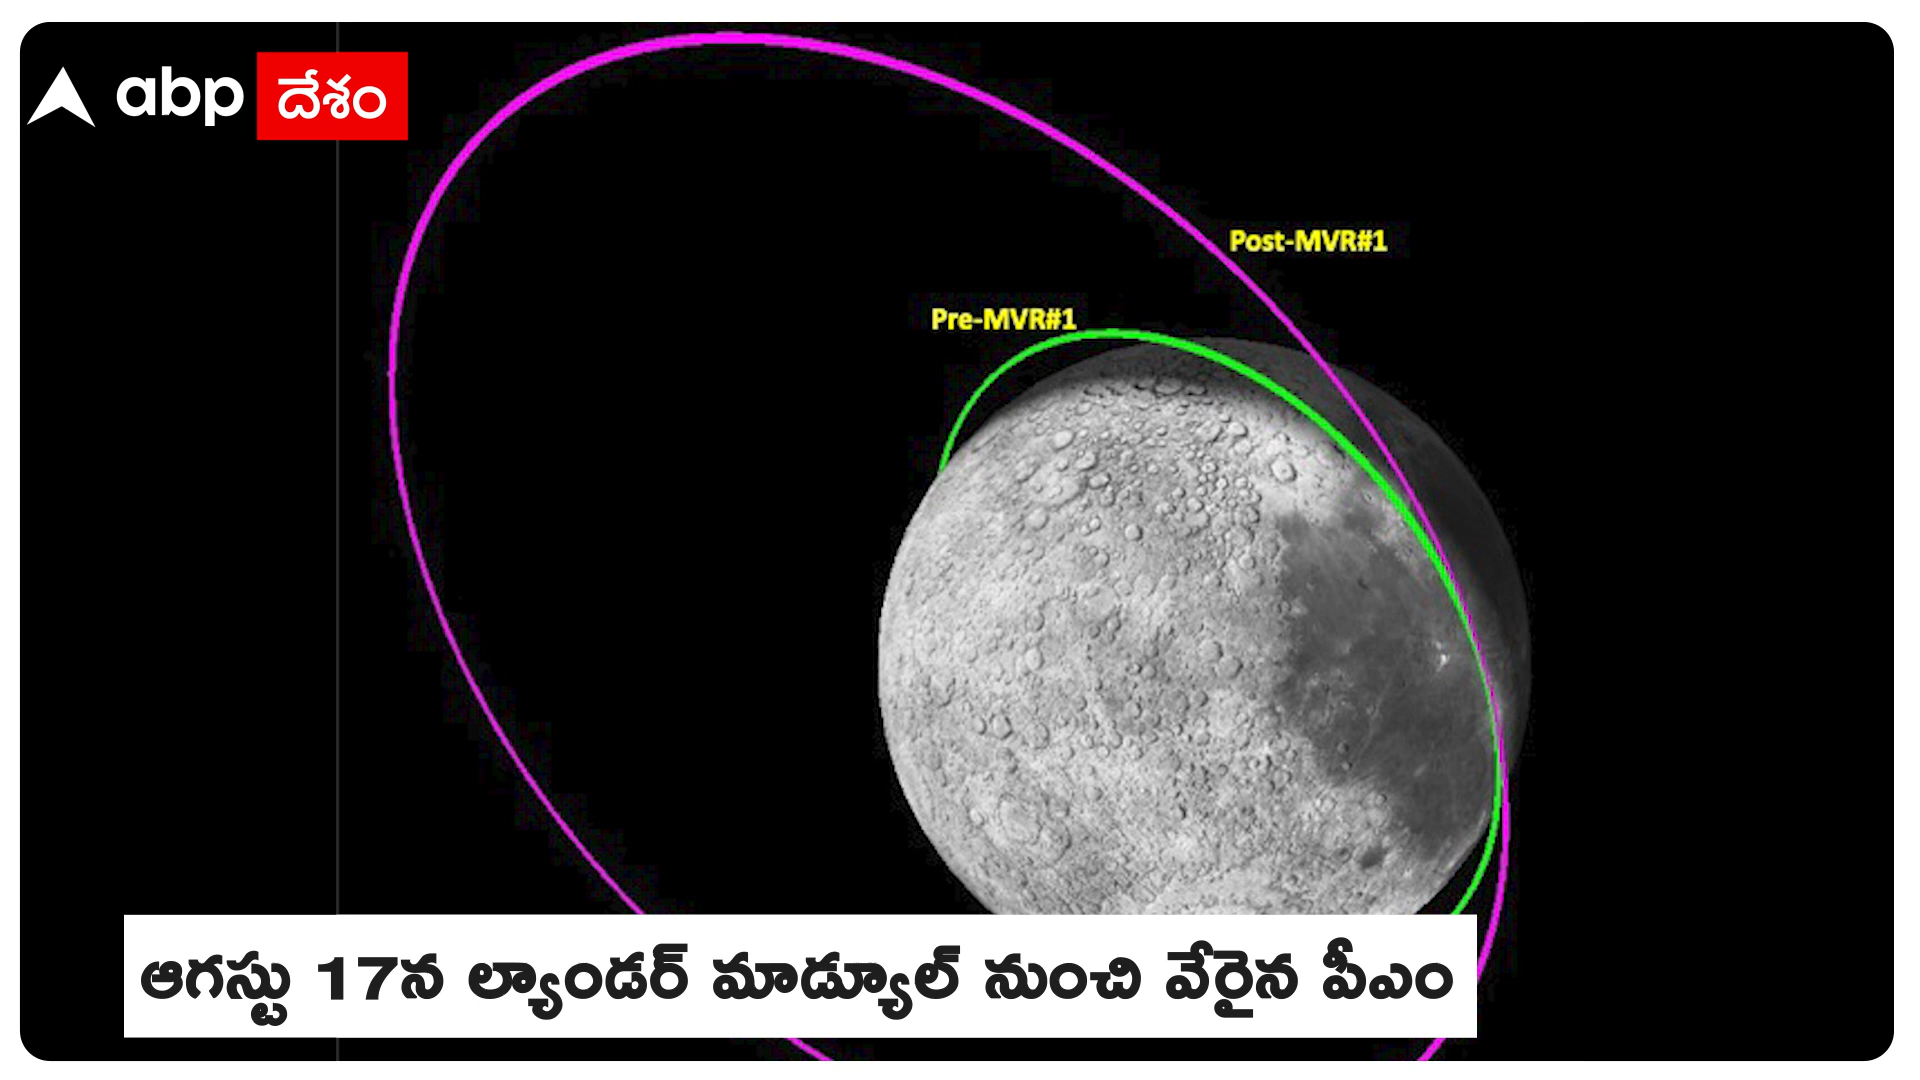 abp దేశం
Post-MVR#1
Pre-MVR#1
ఆగస్టు 17న ల్యాండర్ మాడ్యూల్ నుంచి వేరైన పీఎం